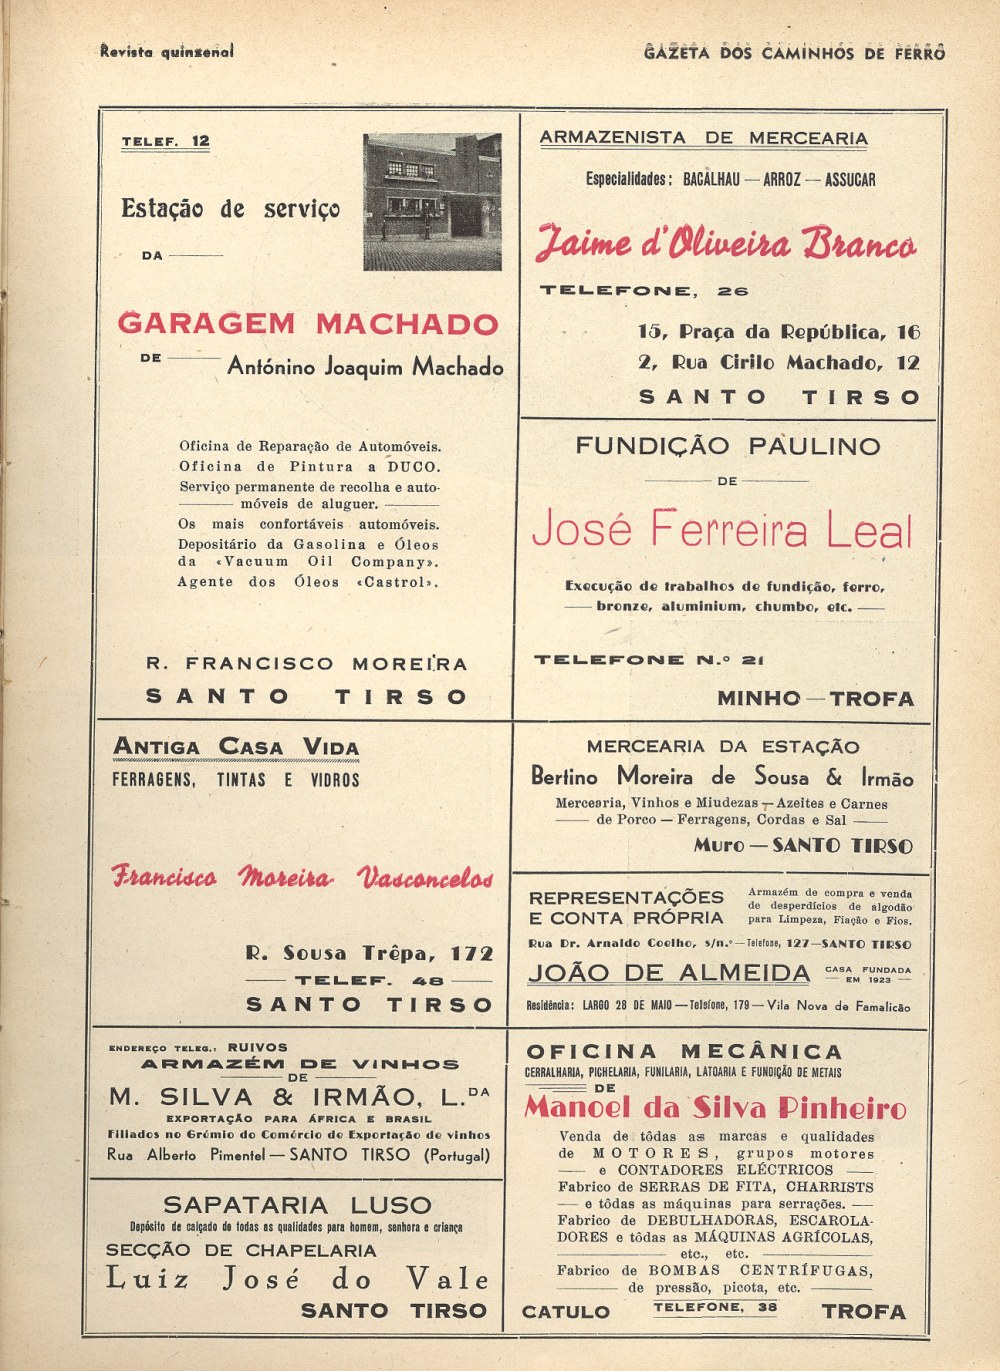 Revista quinzenal
GAZETA DOS CAMINHOS DE FERRO
TELEF. 12
Estação de serviço
DA
GARAGEM MACHADO
DE Antónino Joaquim Machado
Oficina de Reparação de Automóveis.
Oficina de Pintura a DUCO.
Serviço permanente de recolha e auto-
móveis de aluguer.
Os mais confortáveis automóveis.
Depositário da Gasolina e Óleos
da «Vacuum Oil Company».
Agente dos Óleos «Castrol».
R. FRANCISCO MOREIRA
SANTO TIRSO
ARMAZENISTA DE MERCEARIA
Especialidades: BACALHAU — ARROZ — ASSUCAR
Jaime d'Oliveira Branco
TELEFONE, 26
15, Praça da República, 16
2, Rua Cirilo Machado, 12
SANTO TIRSO
FUNDIÇÃO PAULINO
DE
José Ferreira Leal
Execução de trabalhos de fundição, ferro,
bronze, aluminium, chumbo, etc.
TELEFONE N.º 21
MINHO — TROFA
ANTIGA CASA VIDA
FERRAGENS, TINTAS E VIDROS
Francisco Moreira Vasconcelos
R. Sousa Trêpa, 172
TELEF. 48
SANTO TIRSO
MERCEARIA DA ESTAÇÃO
Bertino Moreira de Sousa & Irmão
Mercearia, Vinhos e Miudezas — Azeites e Carnes
de Porco — Ferragens, Cordas e Sal
Muro — SANTO TIRSO
REPRESENTAÇÕES
E CONTA PRÓPRIA
Armazém de compra e venda
de desperdícios de algodão
para Limpeza, Fiação e Fios.
Rua Dr. Arnaldo Coelho, s/n.º — Telefone, 127 — SANTO TIRSO
JOÃO DE ALMEIDA
CASA FUNDADA
EM 1923
Residência: LARGO 28 DE MAIO — Telefone, 179 — Vila Nova de Famalicão
ENDEREÇO TELEG.: RUIVOS
ARMAZÉM DE VINHOS
DE
M. SILVA & IRMÃO, L.DA
EXPORTAÇÃO PARA ÁFRICA E BRASIL
Filiados no Grémio do Comércio de Exportação de vinhos
Rua Alberto Pimentel — SANTO TIRSO (Portugal)
SAPATARIA LUSO
Depósito de calçado de todas as qualidades para homem, senhora e criança
SECÇÃO DE CHAPELARIA
Luiz José do Vale
SANTO TIRSO
OFICINA MECÂNICA
CERRALHARIA, PICHELARIA, FUNILARIA, LATOARIA E FUNDIÇÃO DE METAIS
DE
Manoel da Silva Pinheiro
Venda de tôdas as marcas e qualidades
de MOTORES, grupos motores
e CONTADORES ELÉCTRICOS
Fabrico de SERRAS DE FITA, CHARRISTS
e tôdas as máquinas para serrações.
Fabrico de DEBULHADORAS, ESCAROLA-
DORES e tôdas as MÁQUINAS AGRÍCOLAS,
etc., etc.
Fabrico de BOMBAS CENTRÍFUGAS,
de pressão, picota, etc.
CATULO TELEFONE, 38 TROFA